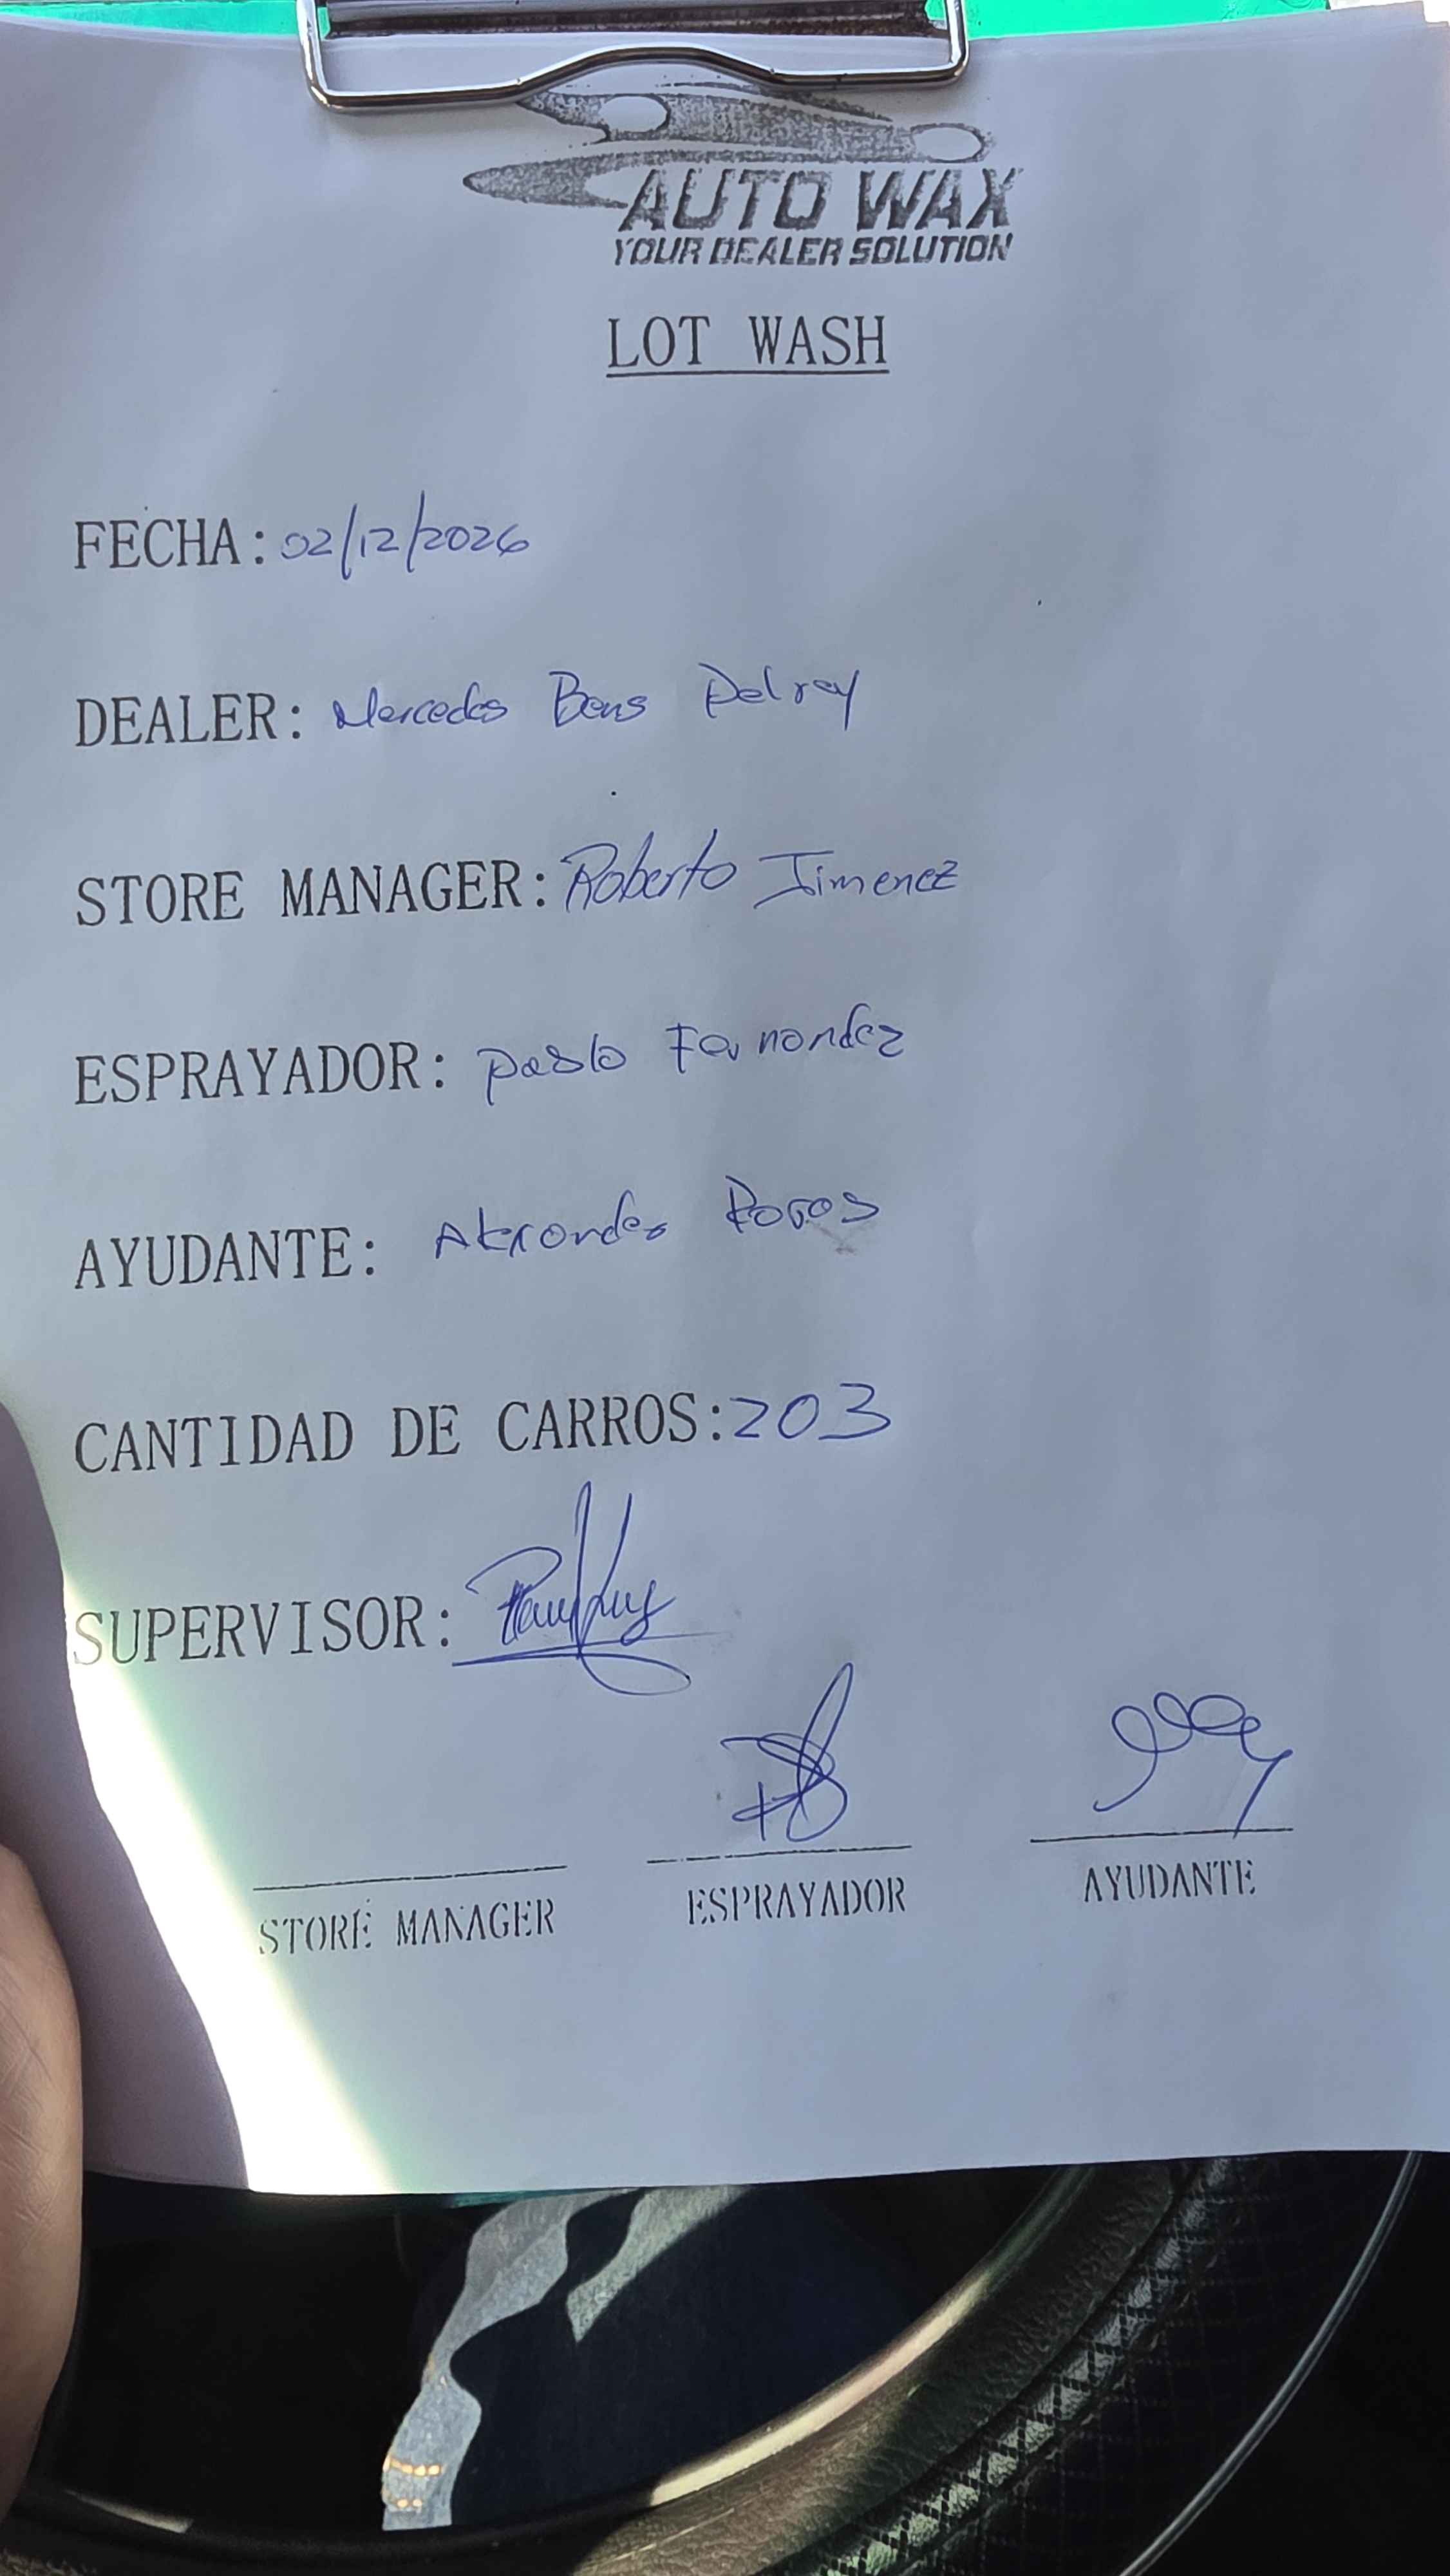 AUTO WAX
YOUR DEALER SOLUTION
LOT WASH
FECHA: 02/12/2026
DEALER: Mercedes Bens Delray
STORE MANAGER: Roberto Jimenez
ESPRAYADOR: Pablo Fernandez
AYUDANTE: Alexander
CANTIDAD DE CARROS: 203
SUPERVISOR:
STORE MANAGER ESPRAYADOR AYUDANTE